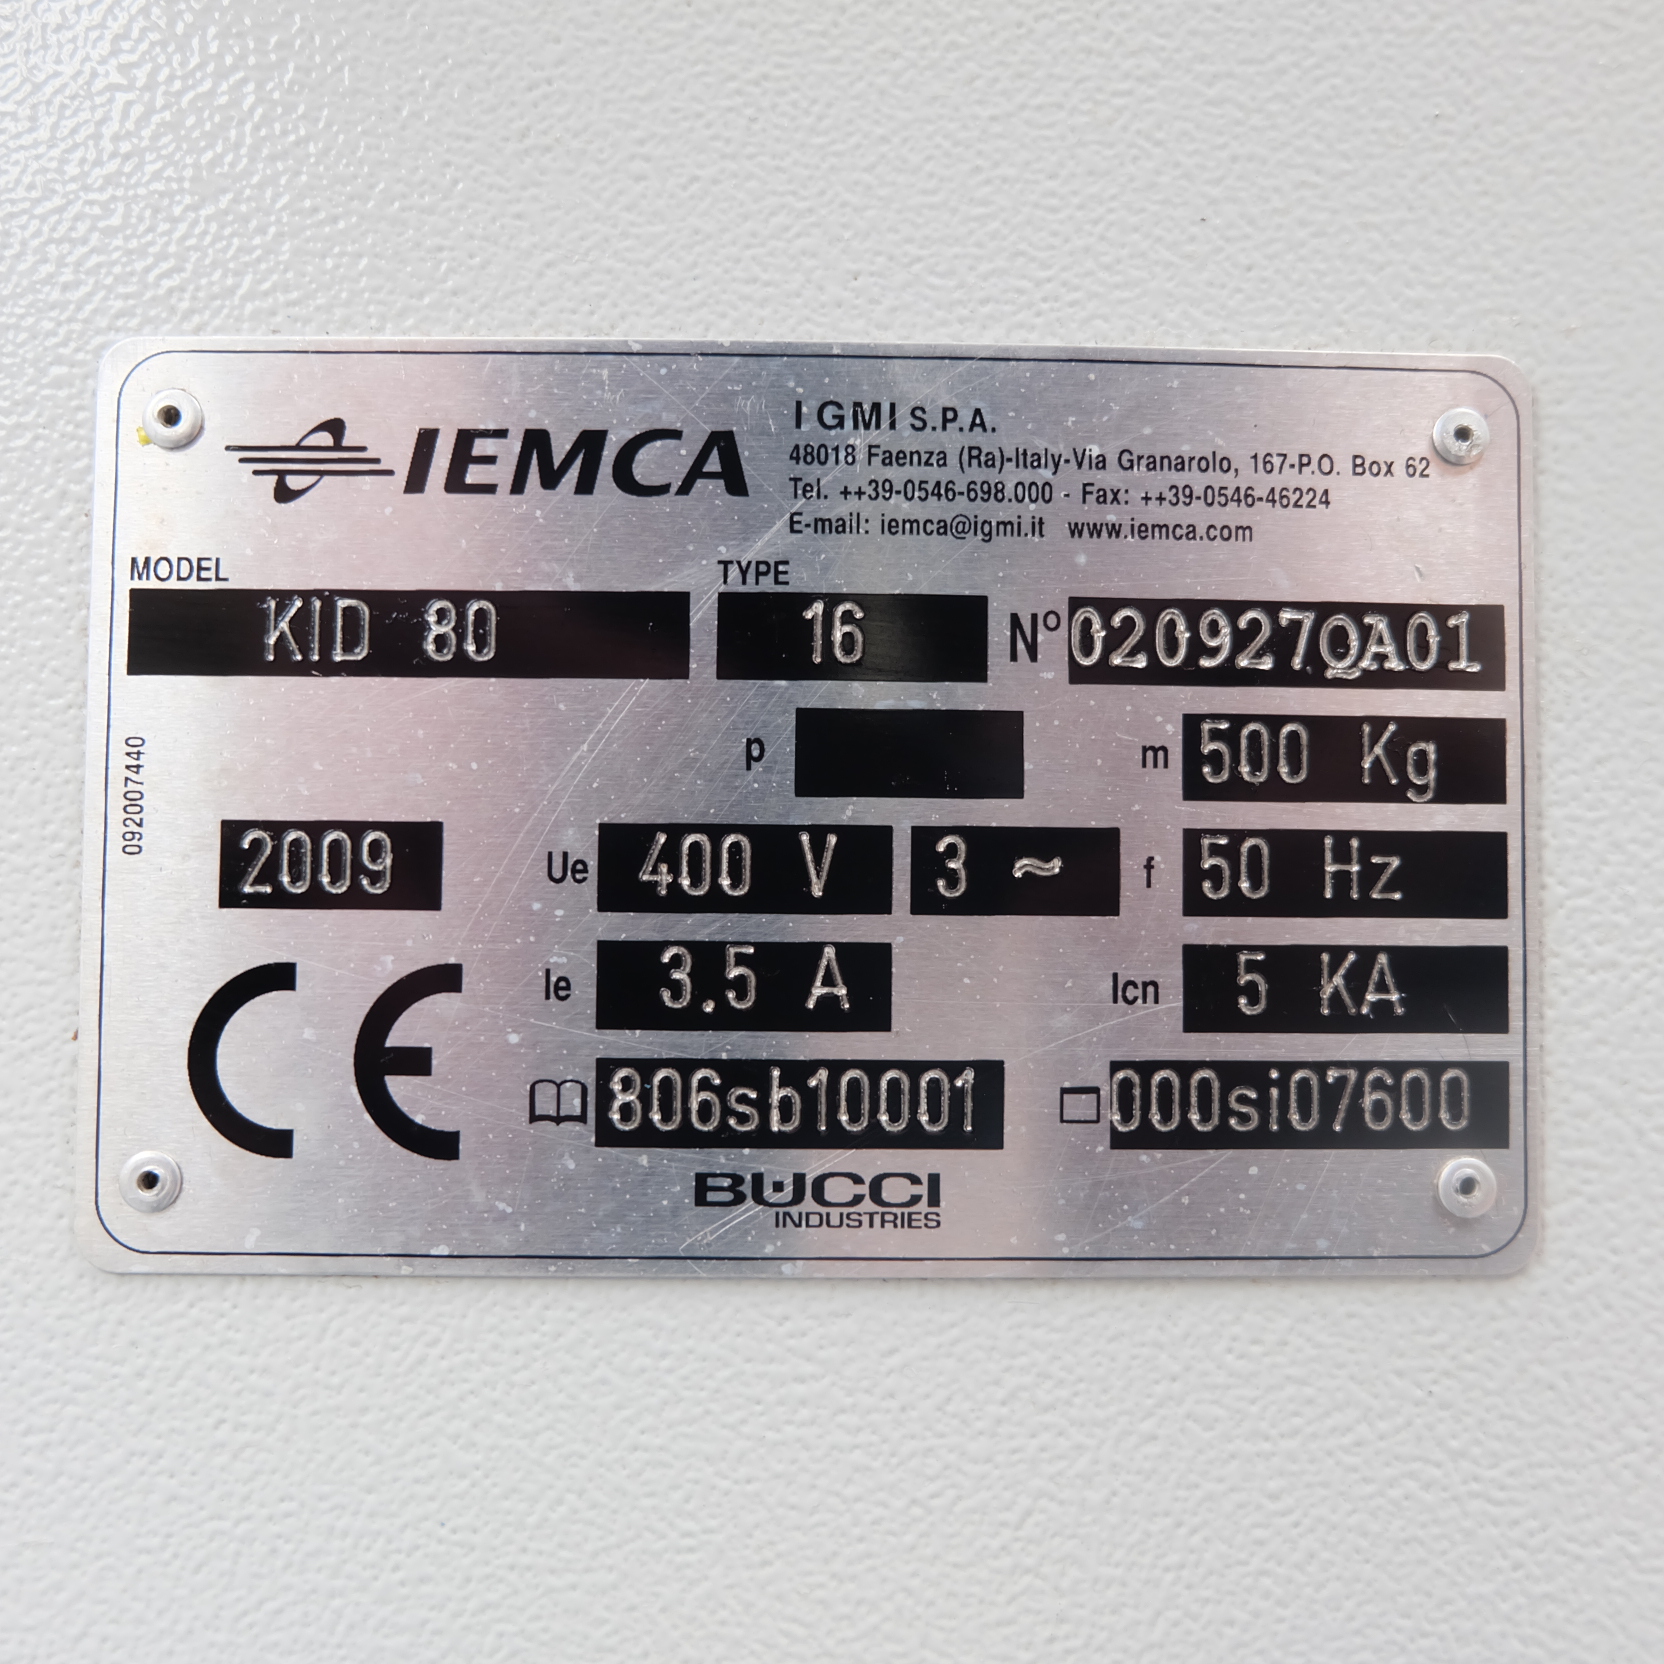 IEMCA
IGMI S.P.A.
48018 Faenza (Ra)-Italy-Via Granarolo, 167-P.O. Box 62
Tel. ++39-0546-698.000 - Fax: ++39-0546-46224
E-mail: iemca@igmi.it www.iemca.com
MODEL TYPE
KID 80 16 N° 020927QA01
p m 500 Kg
092007440
2009 Ue 400 V 3 ~ f 50 Hz
Ie 3.5 A Icn 5 KA
CE
806sb10001 000si07600
BUCCI
INDUSTRIES